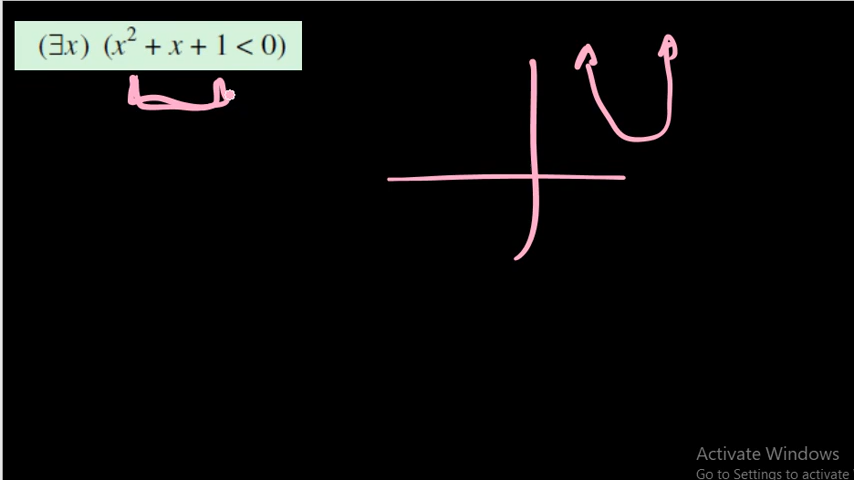 (∃x) (x² + x + 1 < 0)
Activate Windows
Go to Settings to activate